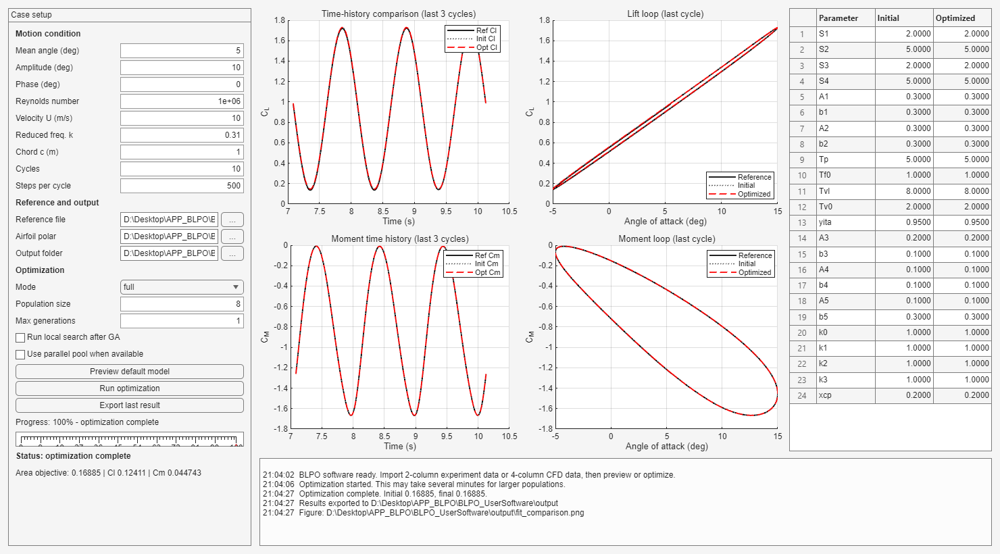 Case setup
Motion condition
Mean angle (deg) 5
Amplitude (deg) 10
Phase (deg) 0
Reynolds number 1e+06
Velocity U (m/s) 10
Reduced freq. k 0.31
Chord c (m) 1
Cycles 10
Steps per cycle 500
Reference and output
Reference file D:\Desktop\APP_BLPO\B ...
Airfoil polar D:\Desktop\APP_BLPO\B ...
Output folder D:\Desktop\APP_BLPO\B ...
Optimization
Mode full
Population size 8
Max generations 1
Run local search after GA
Use parallel pool when available
Preview default model
Run optimization
Export last result
Progress: 100% - optimization complete
Status: optimization complete
Area objective: 0.16885 | Cl 0.12411 | Cm 0.044743
Time-history comparison (last 3 cycles)
1.8
1.6
1.4
1.2
1
0.8
0.6
0.4
0.2
0
CL
Ref Cl
Init Cl
Opt Cl
7 7.5 8 8.5 9 9.5 10 10.5
Time (s)
Lift loop (last cycle)
1.8
1.6
1.4
1.2
1
0.8
0.6
0.4
0.2
0
CL
Reference
Initial
Optimized
-5 0 5 10 15
Angle of attack (deg)
Moment time history (last 3 cycles)
0
-0.2
-0.4
-0.6
-0.8
-1
-1.2
-1.4
-1.6
-1.8
CM
Ref Cm
Init Cm
Opt Cm
7 7.5 8 8.5 9 9.5 10 10.5
Time (s)
Moment loop (last cycle)
0
-0.2
-0.4
-0.6
-0.8
-1
-1.2
-1.4
-1.6
-1.8
CM
Reference
Initial
Optimized
-5 0 5 10 15
Angle of attack (deg)
Parameter Initial Optimized
1 S1 2.0000 2.0000
2 S2 5.0000 5.0000
3 S3 2.0000 2.0000
4 S4 5.0000 5.0000
5 A1 0.3000 0.3000
6 b1 0.3000 0.3000
7 A2 0.3000 0.3000
8 b2 0.3000 0.3000
9 Tp 5.0000 5.0000
10 Tf0 1.0000 1.0000
11 Tvl 8.0000 8.0000
12 Tv0 2.0000 2.0000
13 yita 0.9500 0.9500
14 A3 0.2000 0.2000
15 b3 0.1000 0.1000
16 A4 0.1000 0.1000
17 b4 0.1000 0.1000
18 A5 0.1000 0.1000
19 b5 0.3000 0.3000
20 k0 1.0000 1.0000
21 k1 1.0000 1.0000
22 k2 1.0000 1.0000
23 k3 1.0000 1.0000
24 xcp 0.2000 0.2000
21:04:02 BLPO software ready. Import 2-column experiment data or 4-column CFD data, then preview or optimize.
21:04:06 Optimization started. This may take several minutes for larger populations.
21:04:27 Optimization complete. Initial 0.16885, final 0.16885.
21:04:27 Results exported to D:\Desktop\APP_BLPO\BLPO_UserSoftware\output
21:04:27 Figure: D:\Desktop\APP_BLPO\BLPO_UserSoftware\output\fit_comparison.png